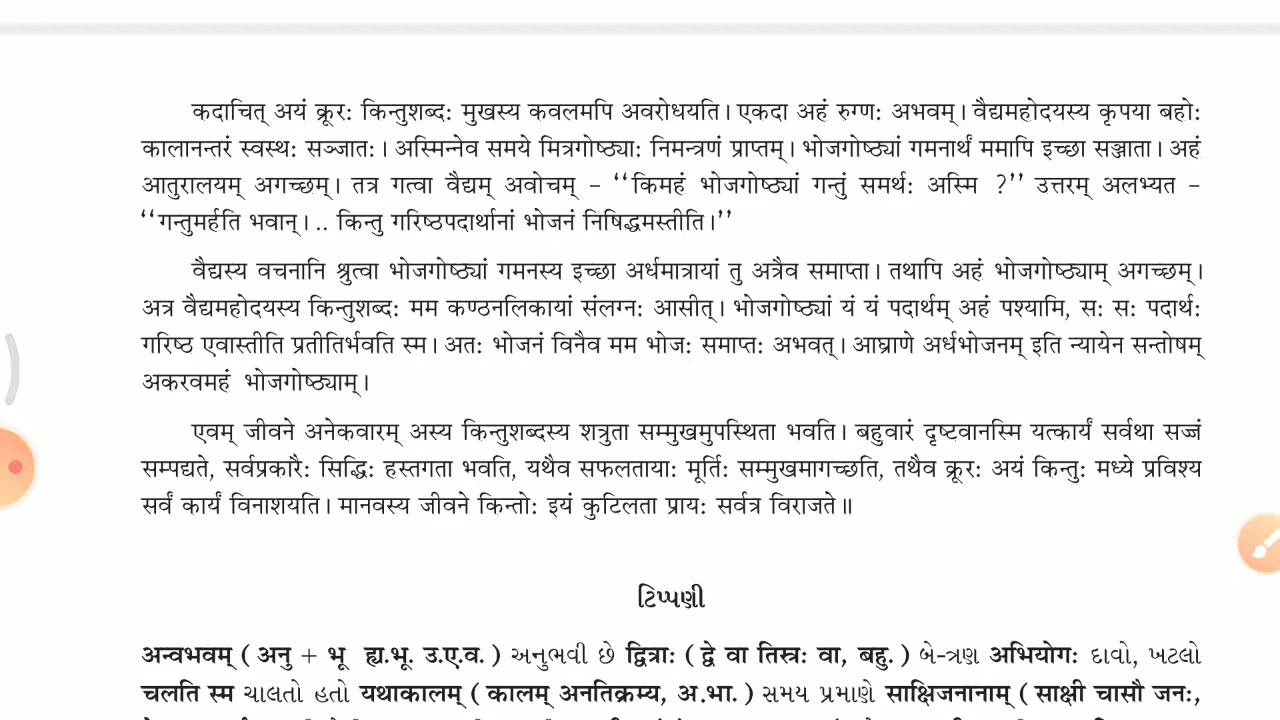 कदाचित् अयं क्रूरः किन्तुशब्दः मुखस्य कवलमपि अवरोधयति। एकदा अहं रुग्णः अभवम्। वैद्यमहोदयस्य कृपया बहोः
कालानन्तरं स्वस्थः सञ्जातः। अस्मिन्नेव समये मित्रगोष्ठ्याः निमन्त्रणं प्राप्तम्। भोजगोष्ठ्यां गमनार्थं ममापि इच्छा सञ्जाता। अहं
आतुरालयम् अगच्छम्। तत्र गत्वा वैद्यम् अवोचम् – ‘‘किमहं भोजगोष्ठ्यां गन्तुं समर्थः अस्मि ?’’ उत्तरम् अलभ्यत –
‘‘गन्तुमर्हति भवान्। .. किन्तु गरिष्ठपदार्थानां भोजनं निषिद्धमस्तीति।’’
वैद्यस्य वचनानि श्रुत्वा भोजगोष्ठ्यां गमनस्य इच्छा अर्धमात्रायां तु अत्रैव समाप्ता। तथापि अहं भोजगोष्ठ्याम् अगच्छम्।
अत्र वैद्यमहोदयस्य किन्तुशब्दः मम कण्ठनलिकायां संलग्नः आसीत्। भोजगोष्ठ्यां यं यं पदार्थम् अहं पश्यामि, सः सः पदार्थः
गरिष्ठ एवास्तीति प्रतीतिर्भवति स्म। अतः भोजनं विनैव मम भोजः समाप्तः अभवत्। आघ्राणे अर्धभोजनम् इति न्यायेन सन्तोषम्
अकरवमहं भोजगोष्ठ्याम्।
एवम् जीवने अनेकवारम् अस्य किन्तुशब्दस्य शत्रुता सम्मुखमुपस्थिता भवति। बहुवारं दृष्टवानस्मि यत्कार्यं सर्वथा सज्जं
सम्पद्यते, सर्वप्रकारैः सिद्धिः हस्तगता भवति, यथैव सफलतायाः मूर्तिः सम्मुखमागच्छति, तथैव क्रूरः अयं किन्तुः मध्ये प्रविश्य
सर्वं कार्यं विनाशयति। मानवस्य जीवने किन्तोः इयं कुटिलता प्रायः सर्वत्र विराजते॥
ટિપ્પણી
अन्वभवम् ( अनु + भू ह्य.भू. उ.ए.व. ) અનુભવી છે द्वित्राः ( द्वे वा तिस्रः वा, बहु. ) બે-ત્રણ अभियोगः દાવો, ખટલો
चलति स्म ચાલતો હતો यथाकालम् ( कालम् अनतिक्रम्य, अ.भा. ) સમય પ્રમાણે साक्षिजनानाम् ( साक्षी चासौ जनः,